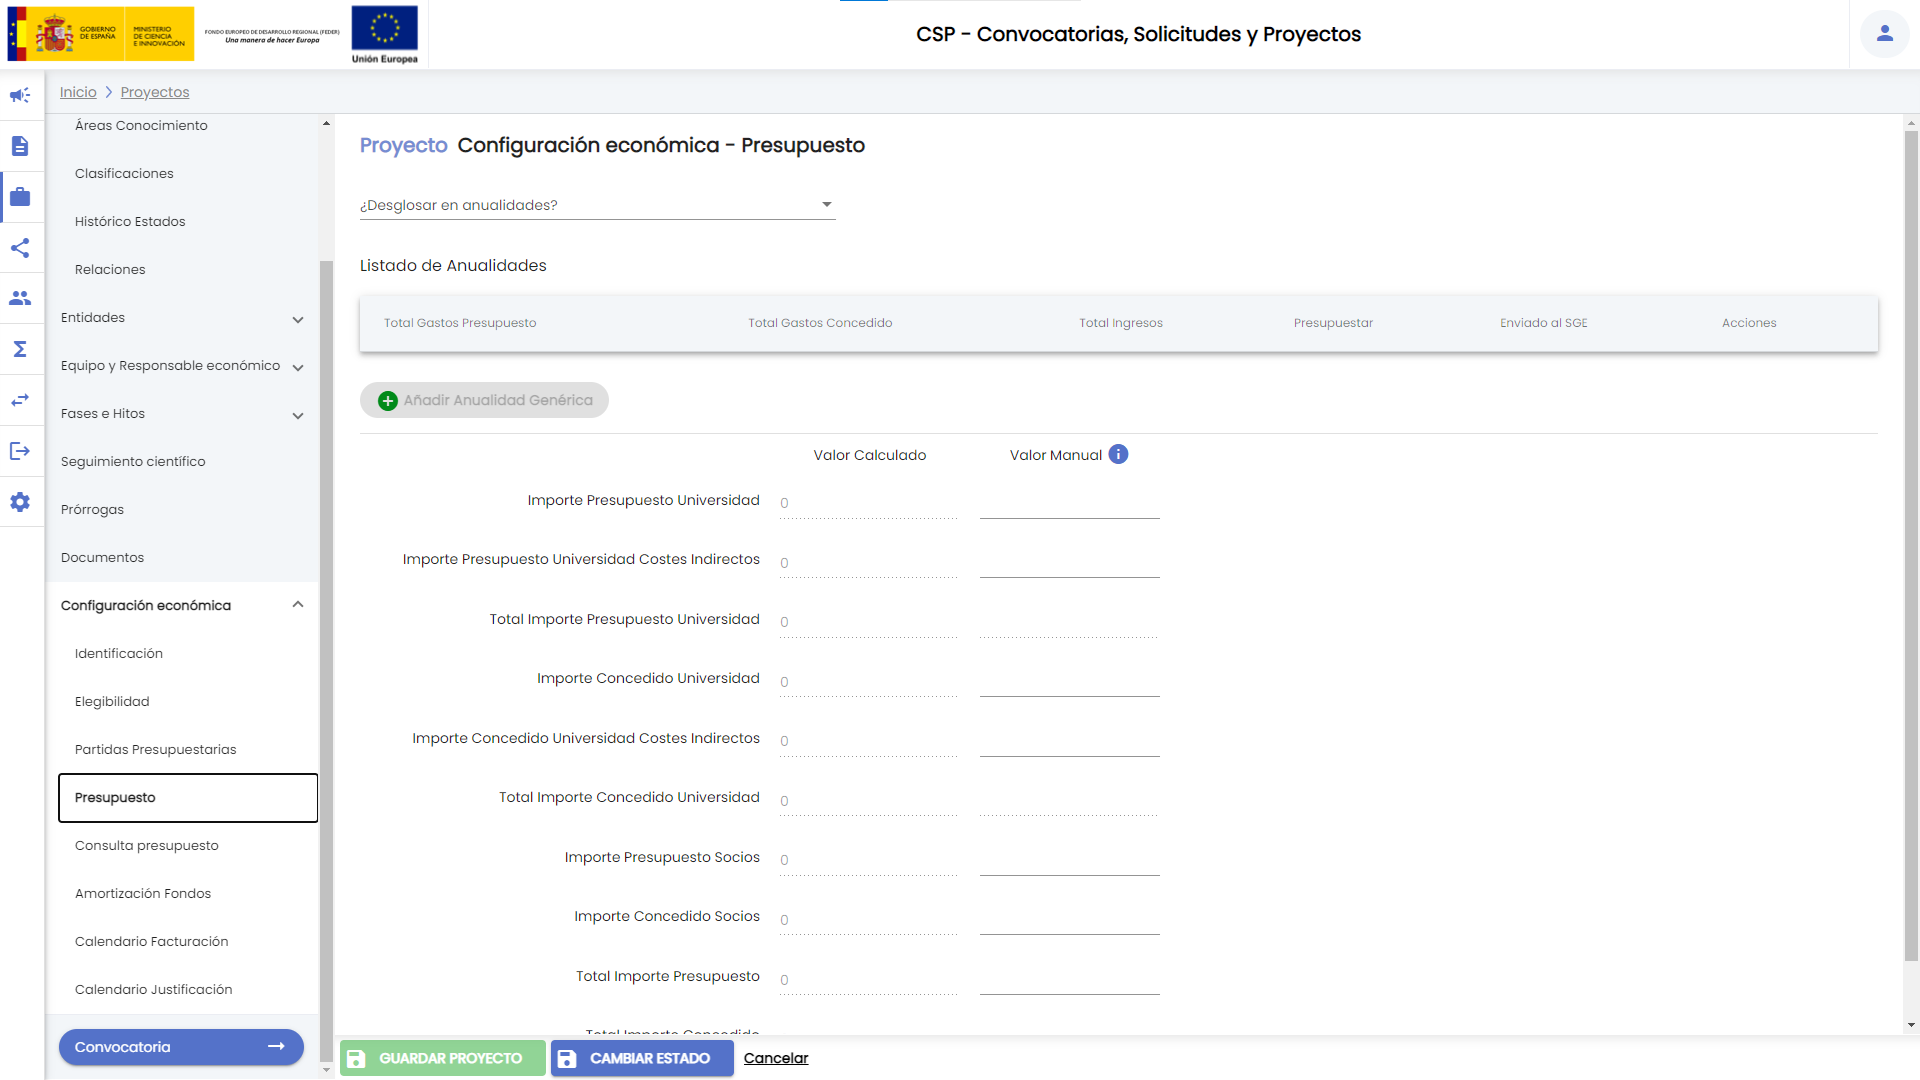 GOBIERNO
DE ESPAÑA
MINISTERIO
DE CIENCIA
E INNOVACIÓN
FONDO EUROPEO DE DESARROLLO REGIONAL (FEDER)
Una manera de hacer Europa
Unión Europea
CSP - Convocatorias, Solicitudes y Proyectos
Inicio
Proyectos
Áreas Conocimiento
Clasificaciones
Histórico Estados
Relaciones
Entidades
Equipo y Responsable económico
Fases e Hitos
Seguimiento científico
Prórrogas
Documentos
Configuración económica
Identificación
Elegibilidad
Partidas Presupuestarias
Presupuesto
Consulta presupuesto
Amortización Fondos
Calendario Facturación
Calendario Justificación
Convocatoria
Proyecto Configuración económica - Presupuesto
¿Desglosar en anualidades?
Listado de Anualidades
Total Gastos Presupuesto Total Gastos Concedido Total Ingresos Presupuestar Enviado al SGE Acciones
Añadir Anualidad Genérica
Valor Calculado Valor Manual
Importe Presupuesto Universidad 0
Importe Presupuesto Universidad Costes Indirectos 0
Total Importe Presupuesto Universidad 0
Importe Concedido Universidad 0
Importe Concedido Universidad Costes Indirectos 0
Total Importe Concedido Universidad 0
Importe Presupuesto Socios 0
Importe Concedido Socios 0
Total Importe Presupuesto 0
Total Importe Concedido
GUARDAR PROYECTO
CAMBIAR ESTADO
Cancelar